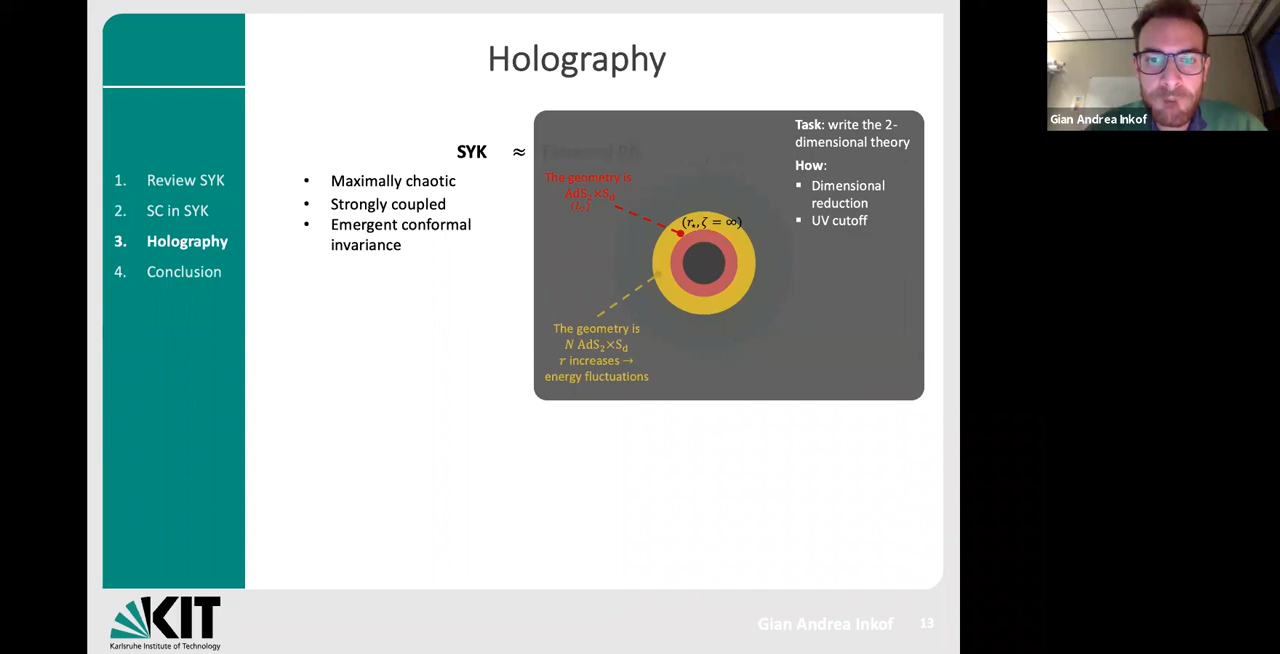 Holography
SYK ≈
• Maximally chaotic
• Strongly coupled
• Emergent conformal
invariance
1. Review SYK
2. SC in SYK
3. Holography
4. Conclusion
The geometry is
AdS₂×S_d
(r⋆, ζ = ∞)
The geometry is
N AdS₂×S_d
r increases →
energy fluctuations
Task: write the 2-
dimensional theory
How:
▪ Dimensional
reduction
▪ UV cutoff
KIT
Karlsruhe Institute of Technology
Gian Andrea Inkof 13
Gian Andrea Inkof